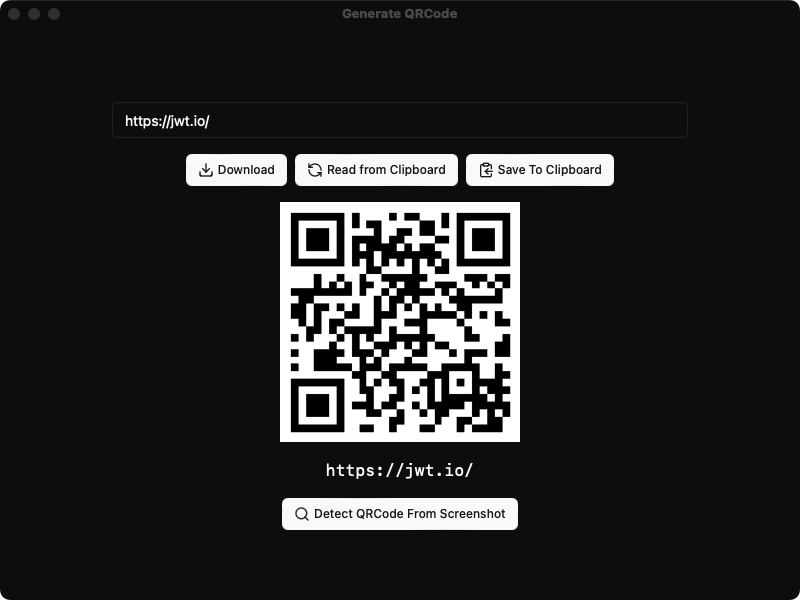 Generate QRCode
https://jwt.io/
Download Read from Clipboard Save To Clipboard
https://jwt.io/
Detect QRCode From Screenshot